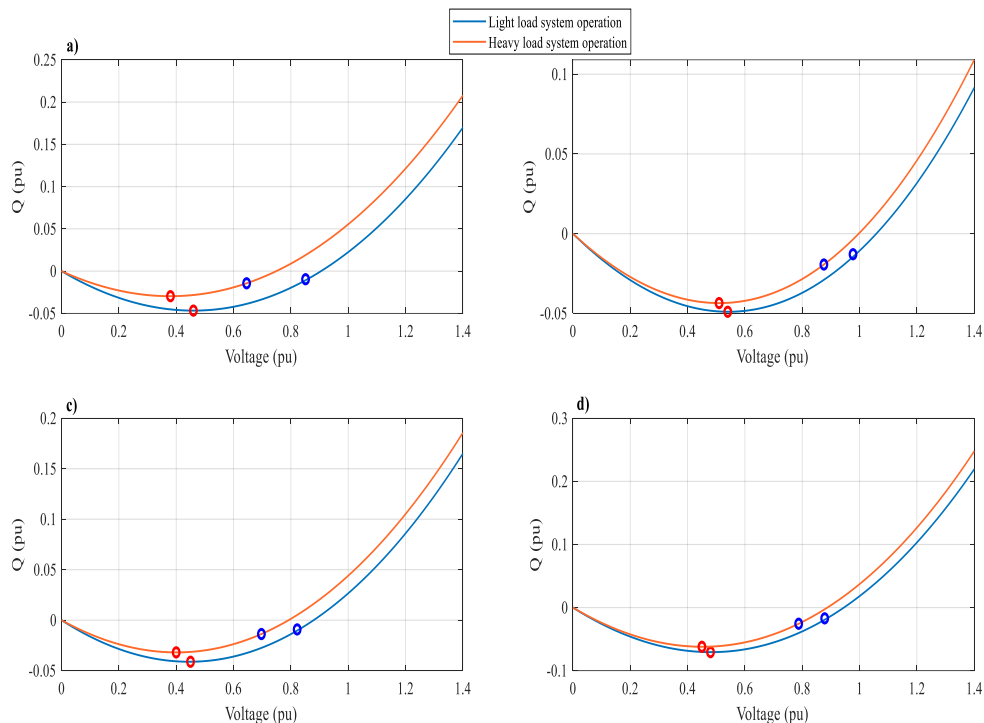 Light load system operation
Heavy load system operation
a)
0.25
0.2
0.15
0.1
0.05
0
-0.05
Q (pu)
0 0.2 0.4 0.6 0.8 1 1.2 1.4
Voltage (pu)
0.1
0
-0.05
Q (pu)
0 0.2 0.4 0.6 0.8 1 1.2 1.4
Voltage (pu)
c)
0.2
0.15
0.1
0.05
0
-0.05
Q (pu)
0 0.2 0.4 0.6 0.8 1 1.2 1.4
Voltage (pu)
d)
0.3
0.2
0.1
0
-0.1
Q (pu)
0 0.2 0.4 0.6 0.8 1 1.2 1.4
Voltage (pu)